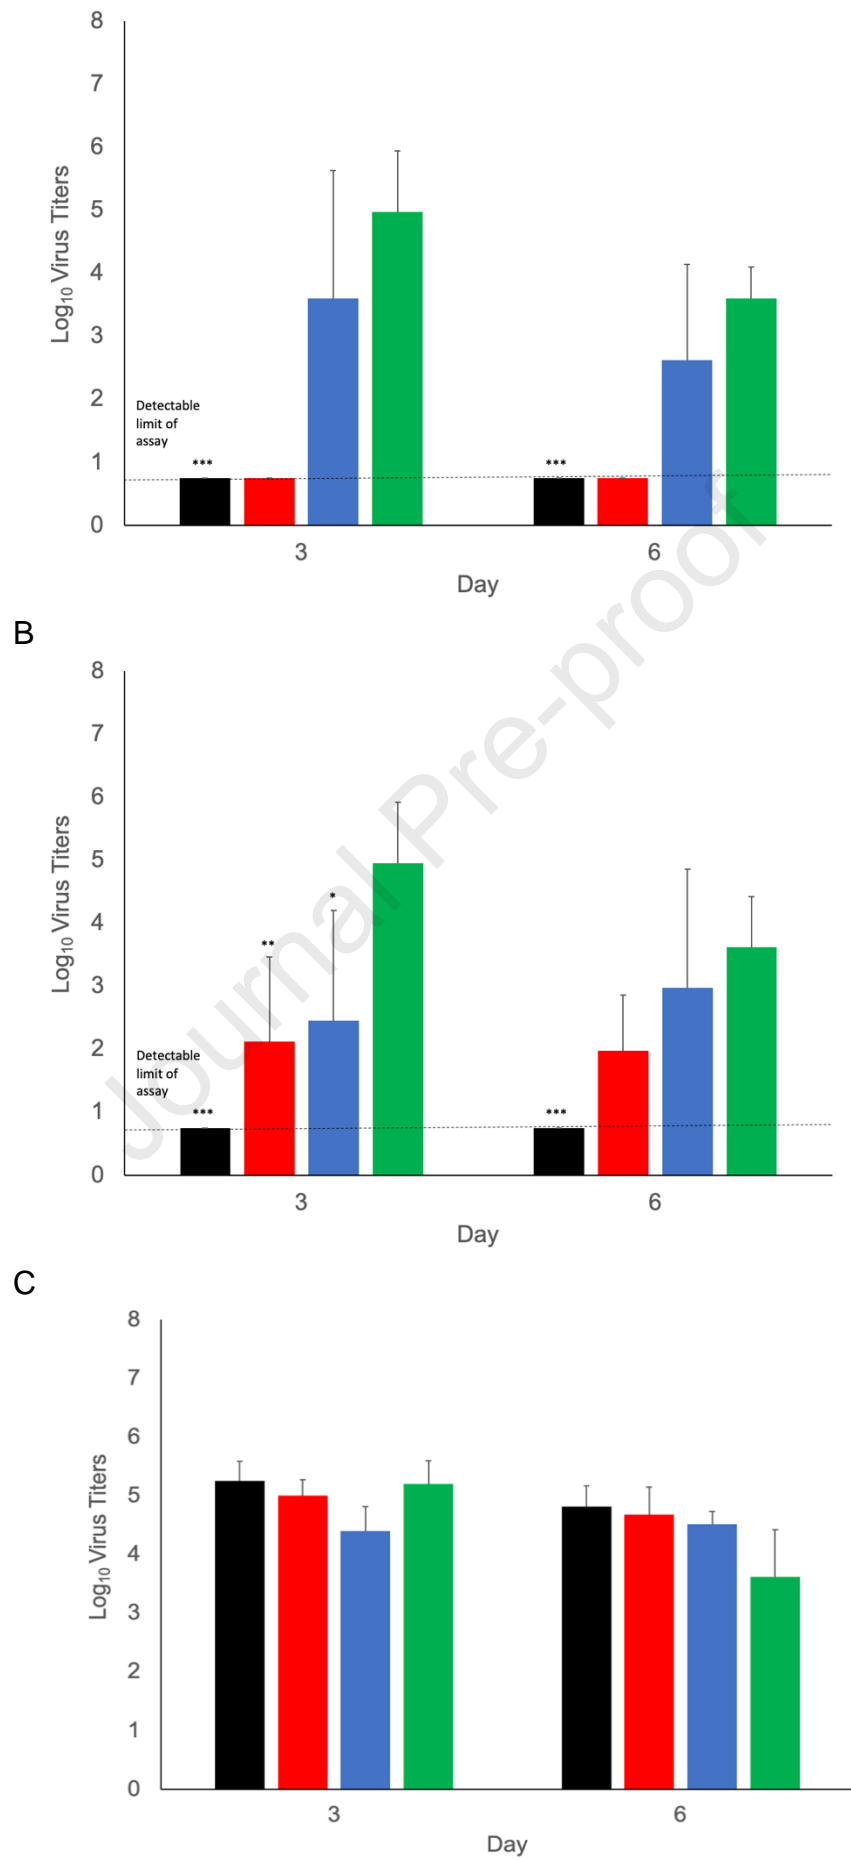 8
7
6
5
4
3
2
1
0
Log10 Virus Titers
Detectable
limit of
assay
***
***
3
6
Day
B
8
7
6
5
4
3
2
1
0
Log10 Virus Titers
Detectable
limit of
assay
***
**
*
***
3
6
Day
C
8
7
6
5
4
3
2
1
0
Log10 Virus Titers
3
6
Day
Journal Pre-proof